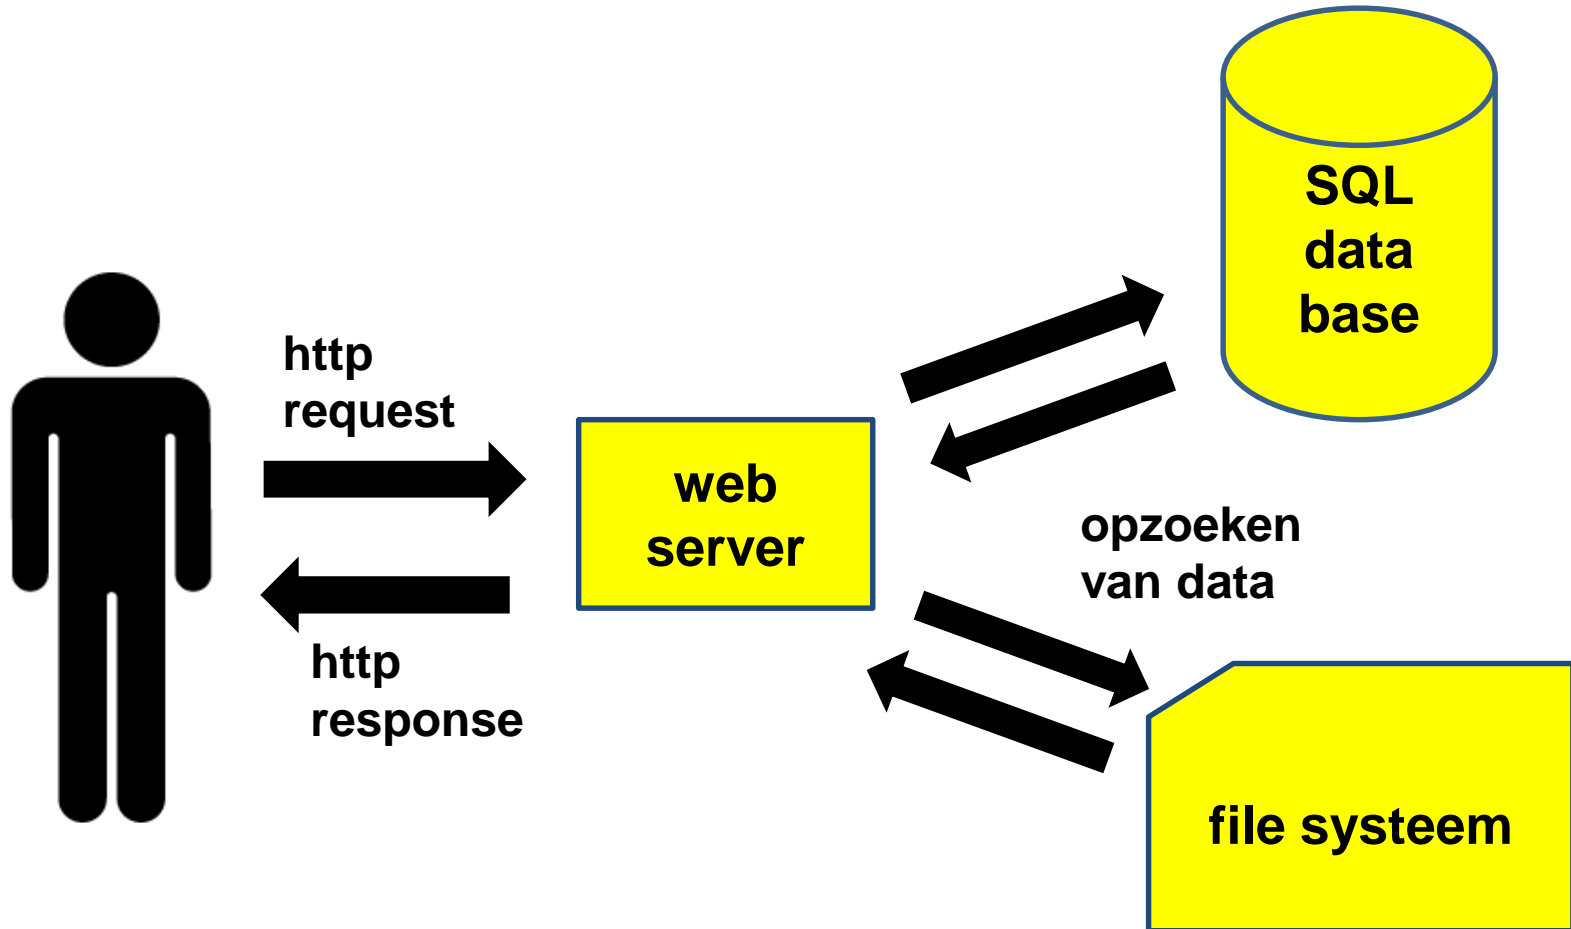 SQL
data
base
http
request
web
server
opzoeken
van data
http
response
file systeem